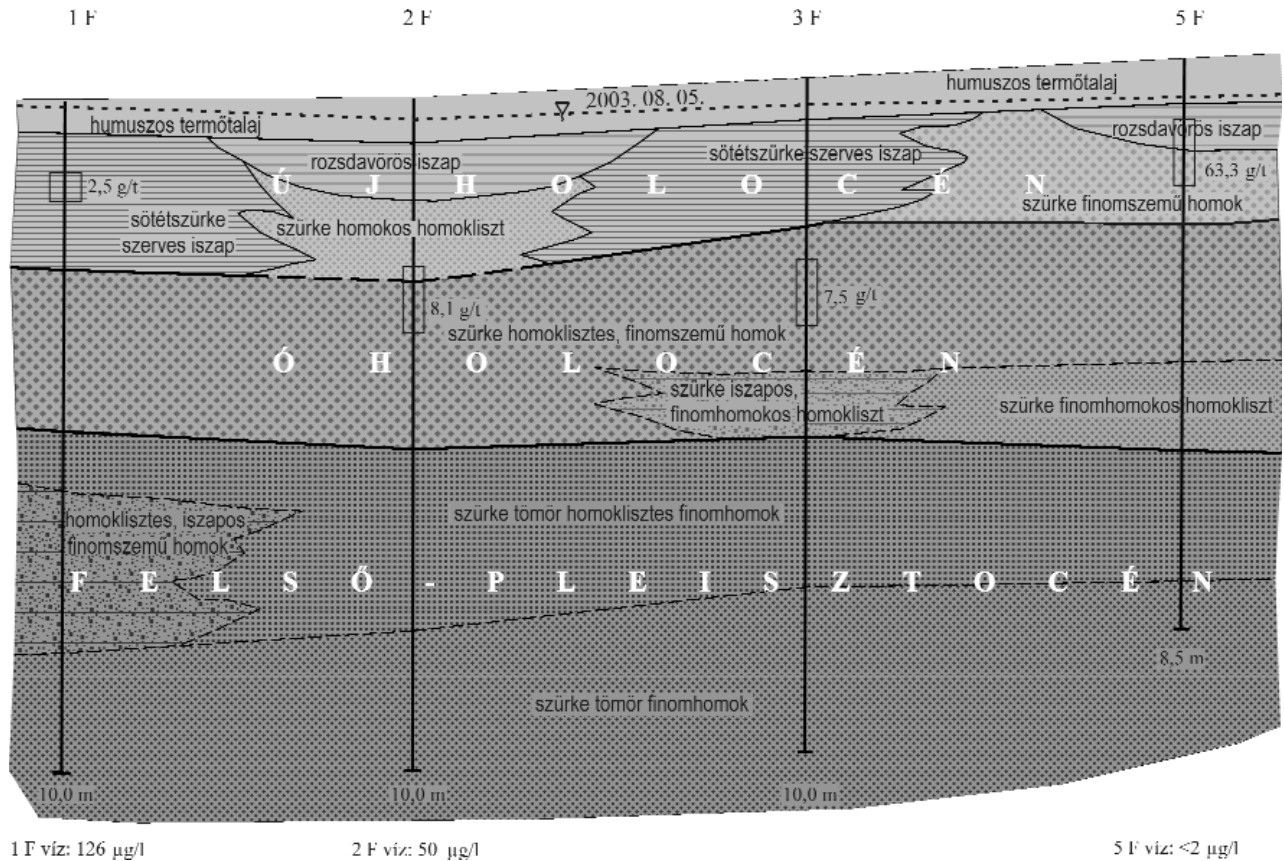 1 F 2 F 3 F 5 F
humuszos termőtalaj
2003. 08. 05.
humuszos termőtalaj
rozsdavörös iszap
rozsdavörös iszap
sötétszürke szerves iszap
2,5 g/t
Ú J H O L O C É N
63,3 g/t
sötétszürke
szerves iszap
szürke homokos homokliszt
szürke finomszemű homok
8,1 g/t
7,5 g/t
szürke homoklisztes, finomszemű homok
Ó H O L O C É N
szürke iszapos,
finomhomokos homokliszt
szürke finomhomokos homokliszt
homoklisztes, iszapos
finomszemű homok
szürke tömör homoklisztes finomhomok
F E L S Ő - P L E I S Z T O C É N
8,5 m
szürke tömör finomhomok
10,0 m 10,0 m 10,0 m
1 F víz: 126 µg/l 2 F víz: 50 µg/l 5 F víz: <2 µg/l